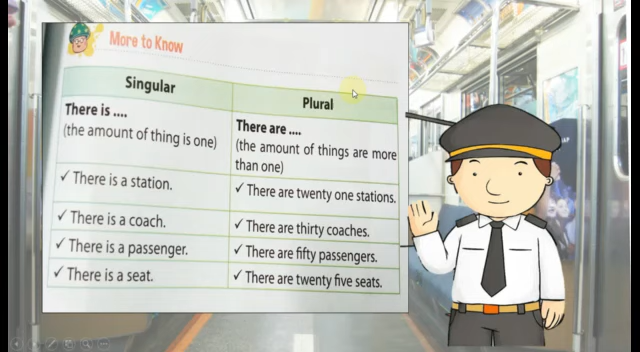 More to Know
Singular
Plural
There is ....
(the amount of thing is one)
There are ....
(the amount of things are more
than one)
✓ There is a station.
✓ There are twenty one stations.
✓ There is a coach.
✓ There are thirty coaches.
✓ There is a passenger.
✓ There are fifty passengers.
✓ There is a seat.
✓ There are twenty five seats.